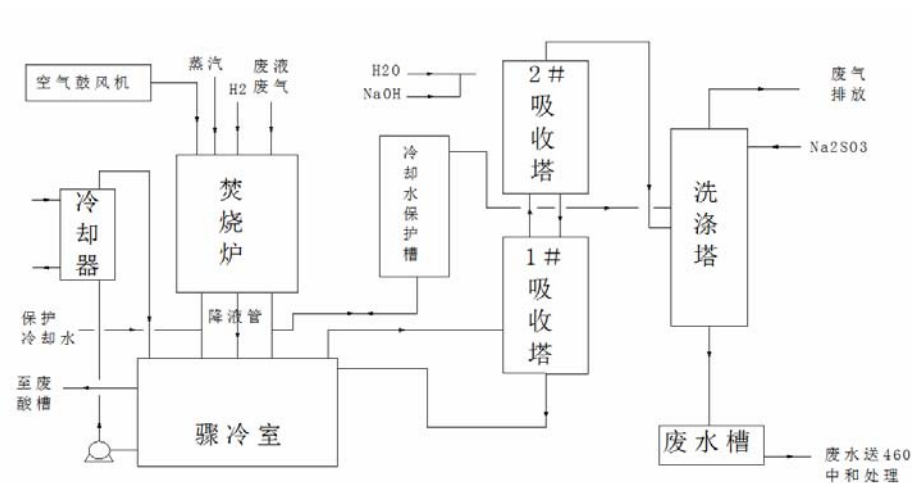 空气鼓风机
蒸汽
H2
废液
废气
H2O
NaOH
2#
吸
收
塔
废气
排放
Na2SO3
冷
却
器
焚
烧
炉
冷
却
水
保
护
槽
洗
涤
塔
1#
吸
收
塔
保护
冷却水
降液管
至废
酸槽
骤冷室
废水槽
废水送460
中和处理